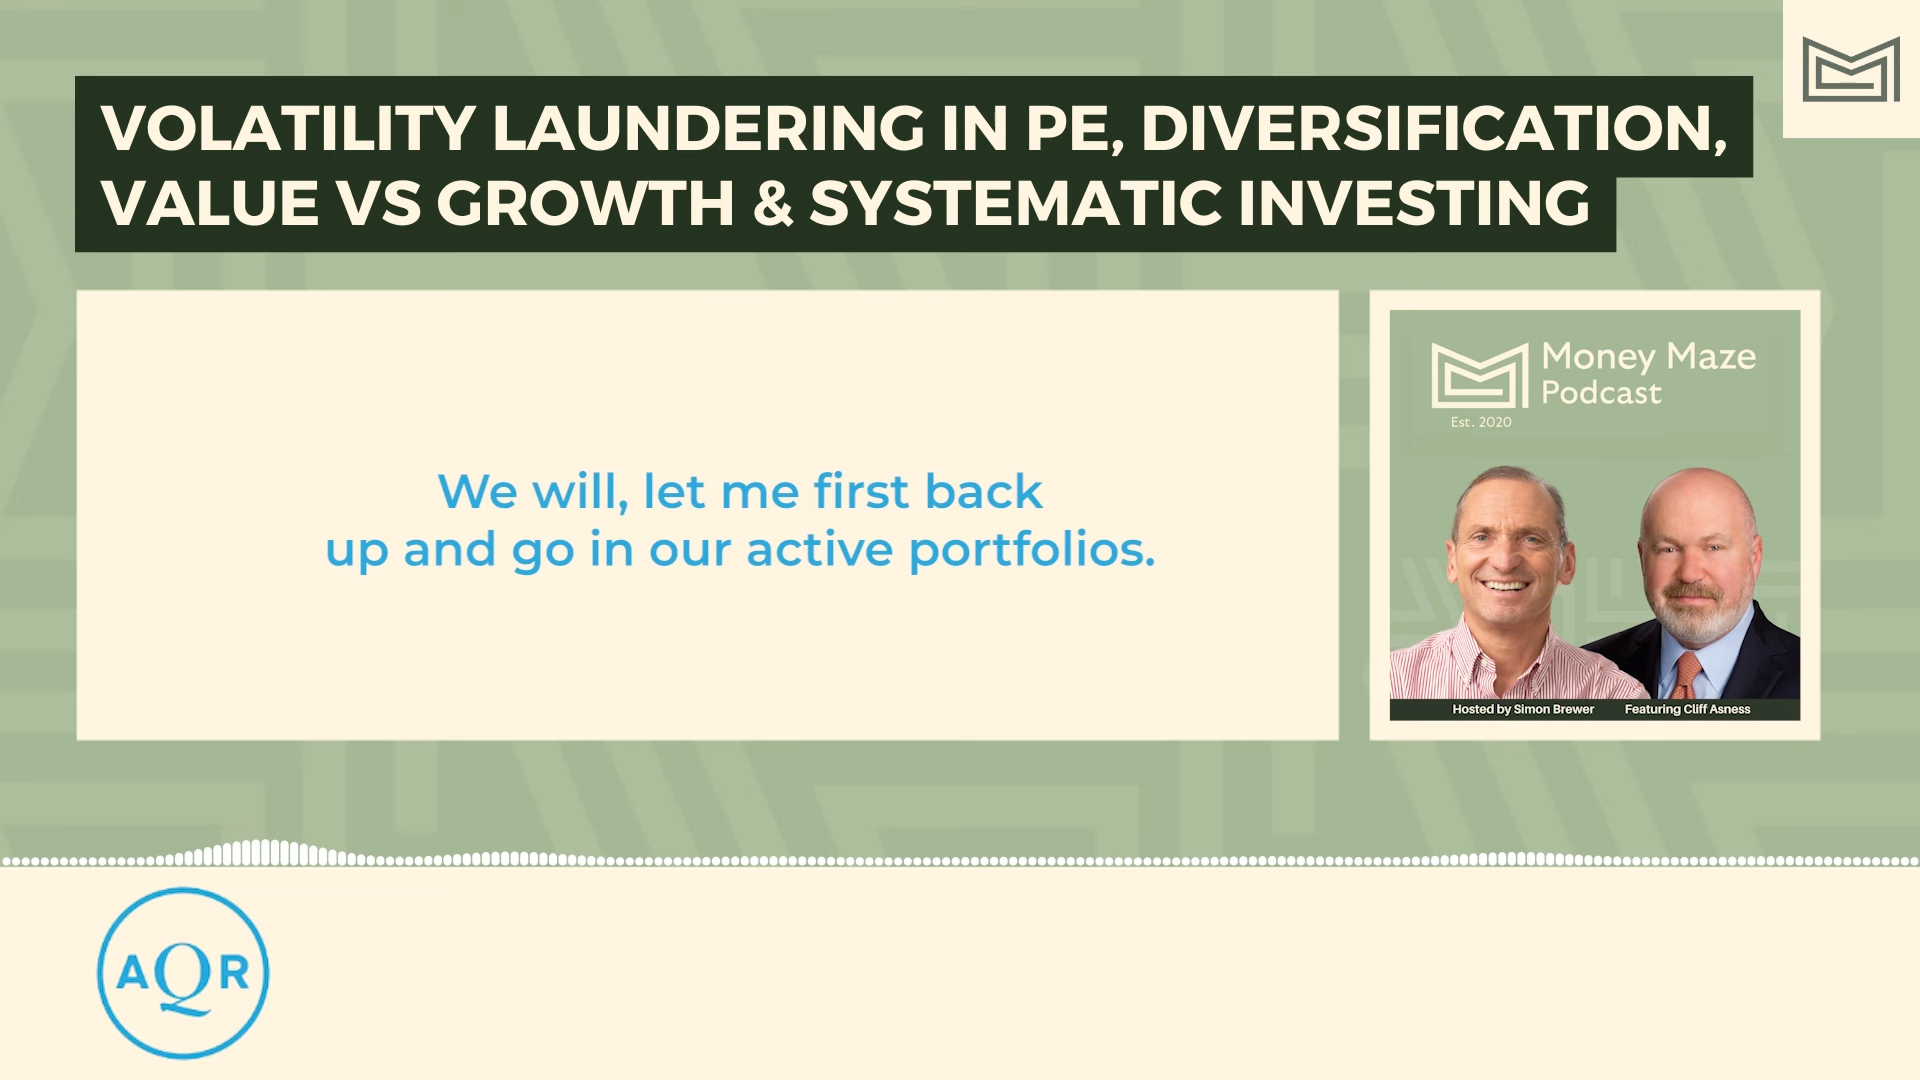 VOLATILITY LAUNDERING IN PE, DIVERSIFICATION,
VALUE VS GROWTH & SYSTEMATIC INVESTING
We will, let me first back
up and go in our active portfolios.
Money Maze
Podcast
Est. 2020
Hosted by Simon Brewer
Featuring Cliff Asness
AQR